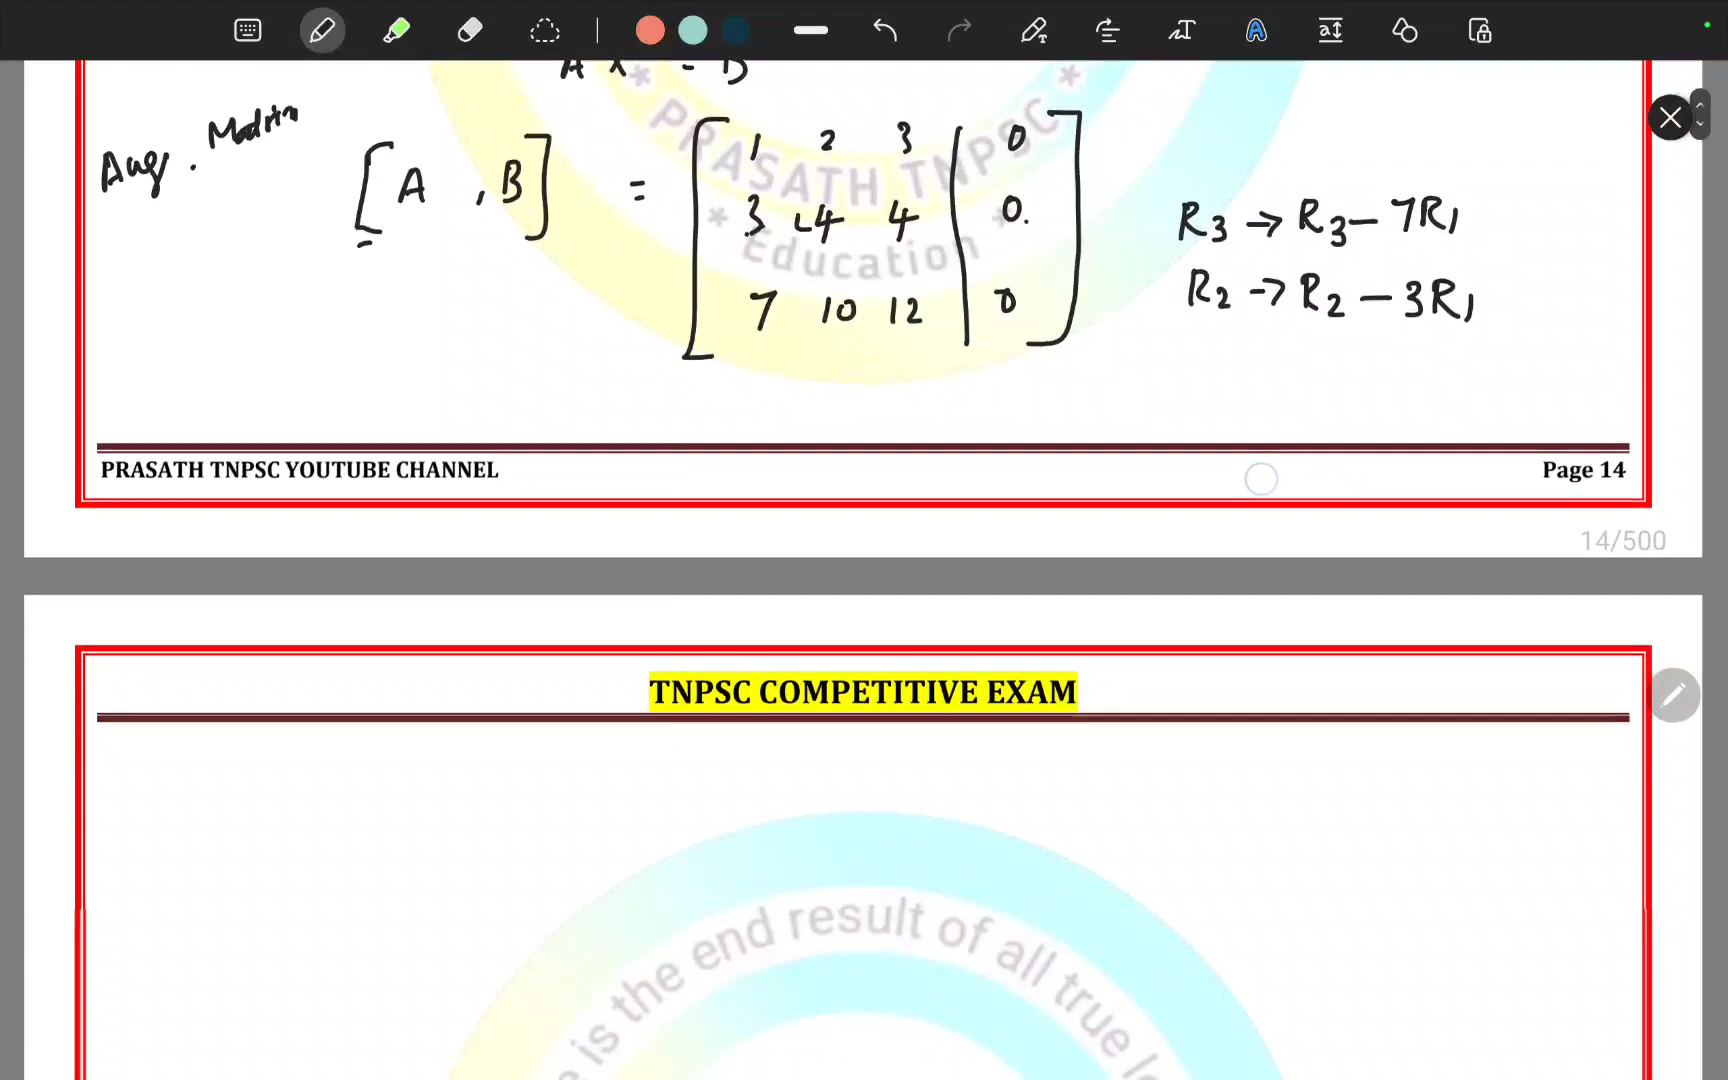 A X = B
Aug. Matrix [A , B] = [ 1 2 3 | 0
3 4 4 | 0.
7 10 12 | 0 ]
R3 → R3 − 7R1
R2 → R2 − 3R1
* PRASATH TNPSC *
* Education *
PRASATH TNPSC YOUTUBE CHANNEL Page 14
14/500
TNPSC COMPETITIVE EXAM
is the end result of all true